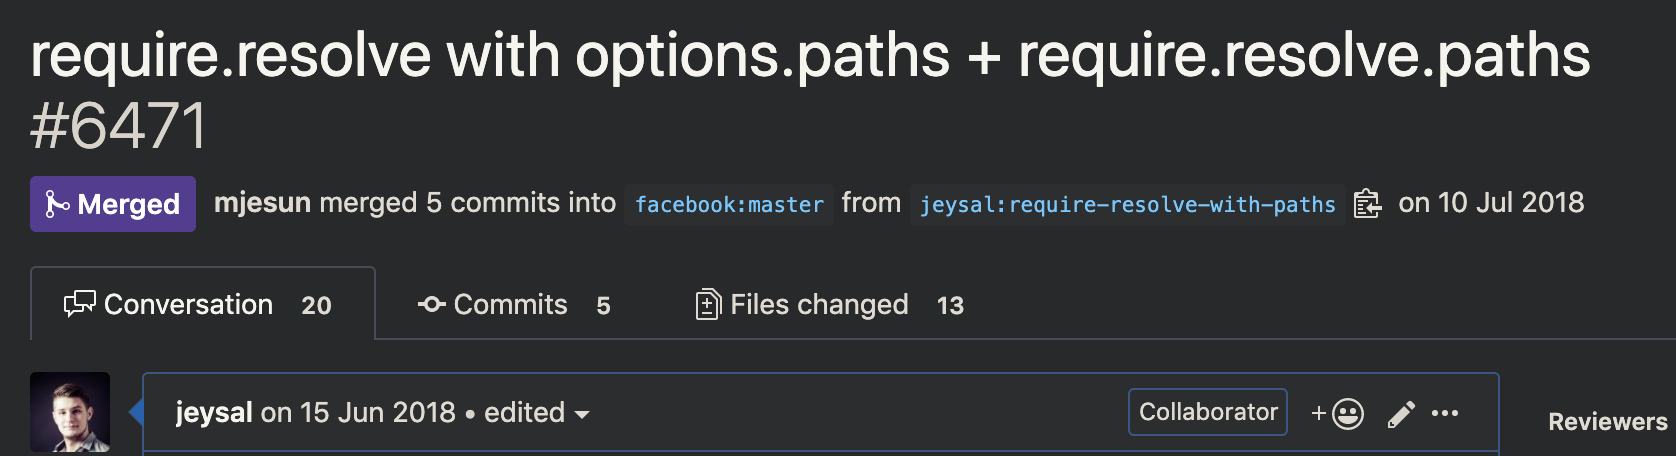 require.resolve with options.paths + require.resolve.paths
#6471
Merged mjesun merged 5 commits into facebook:master from jeysal:require-resolve-with-paths on 10 Jul 2018
Conversation 20 Commits 5 Files changed 13
jeysal on 15 Jun 2018 • edited Collaborator + ...
Reviewers